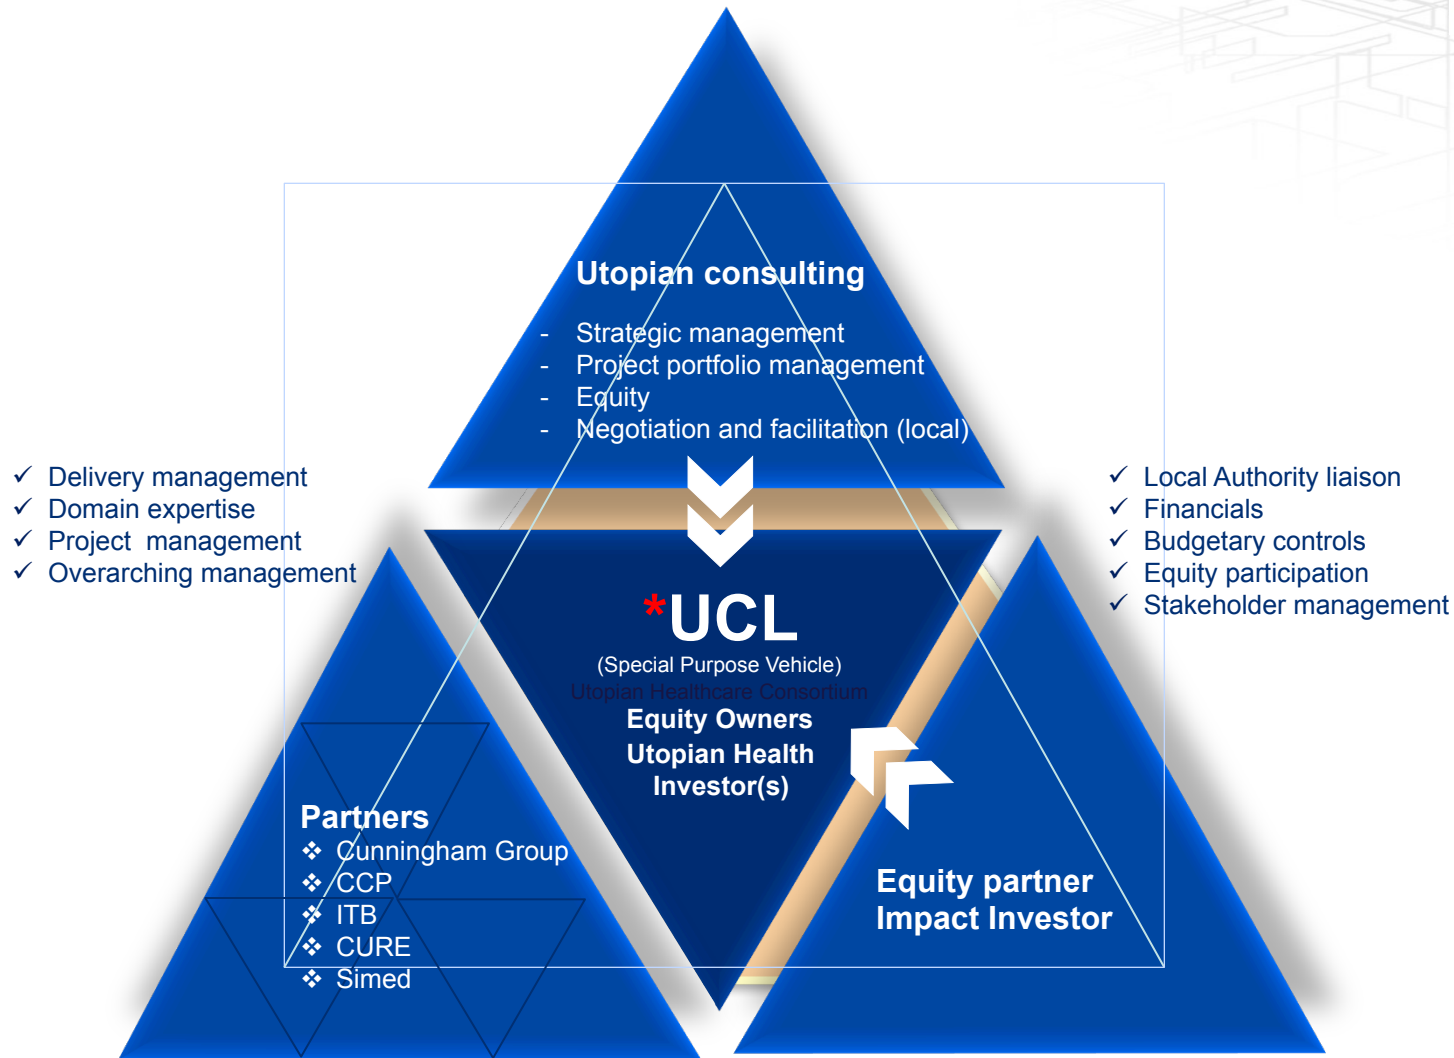 Utopian consulting
- Strategic management
- Project portfolio management
- Equity
- Negotiation and facilitation (local)
✓ Delivery management
✓ Domain expertise
✓ Project management
✓ Overarching management
✓ Local Authority liaison
✓ Financials
✓ Budgetary controls
✓ Equity participation
✓ Stakeholder management
*UCL
(Special Purpose Vehicle)
Utopian Healthcare Consortium
Equity Owners
Utopian Health
Investor(s)
Partners
❖ Cunningham Group
❖ CCP
❖ ITB
❖ CURE
❖ Simed
Equity partner
Impact Investor